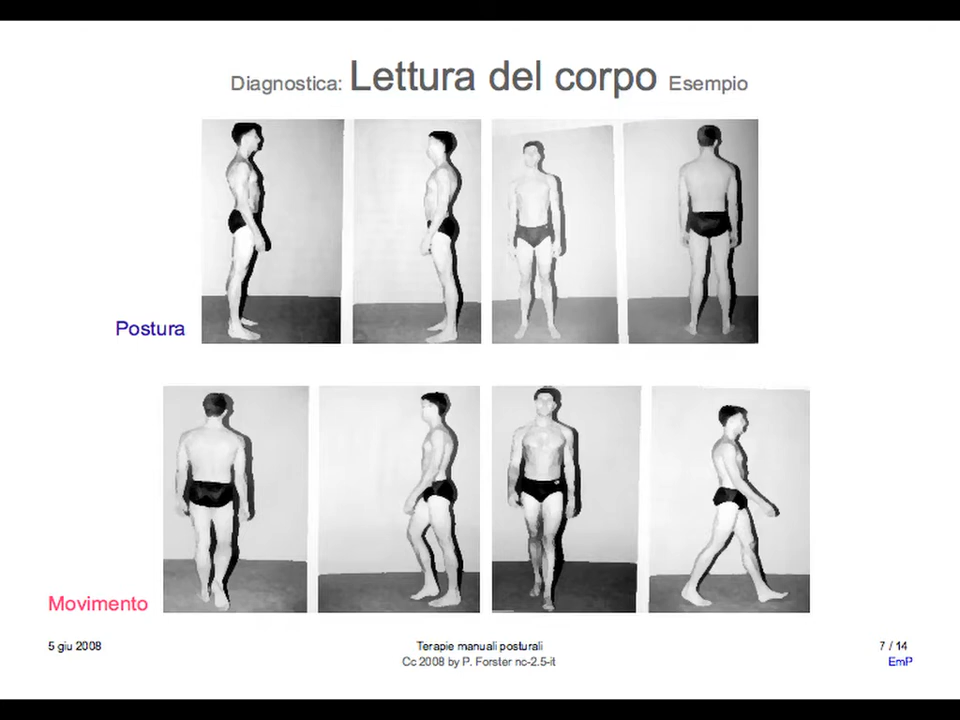 Diagnostica: Lettura del corpo Esempio
Postura
Movimento
5 giu 2008
Terapie manuali posturali
7 / 14
Cc 2008 by P. Forster nc-2.5-it
EmP